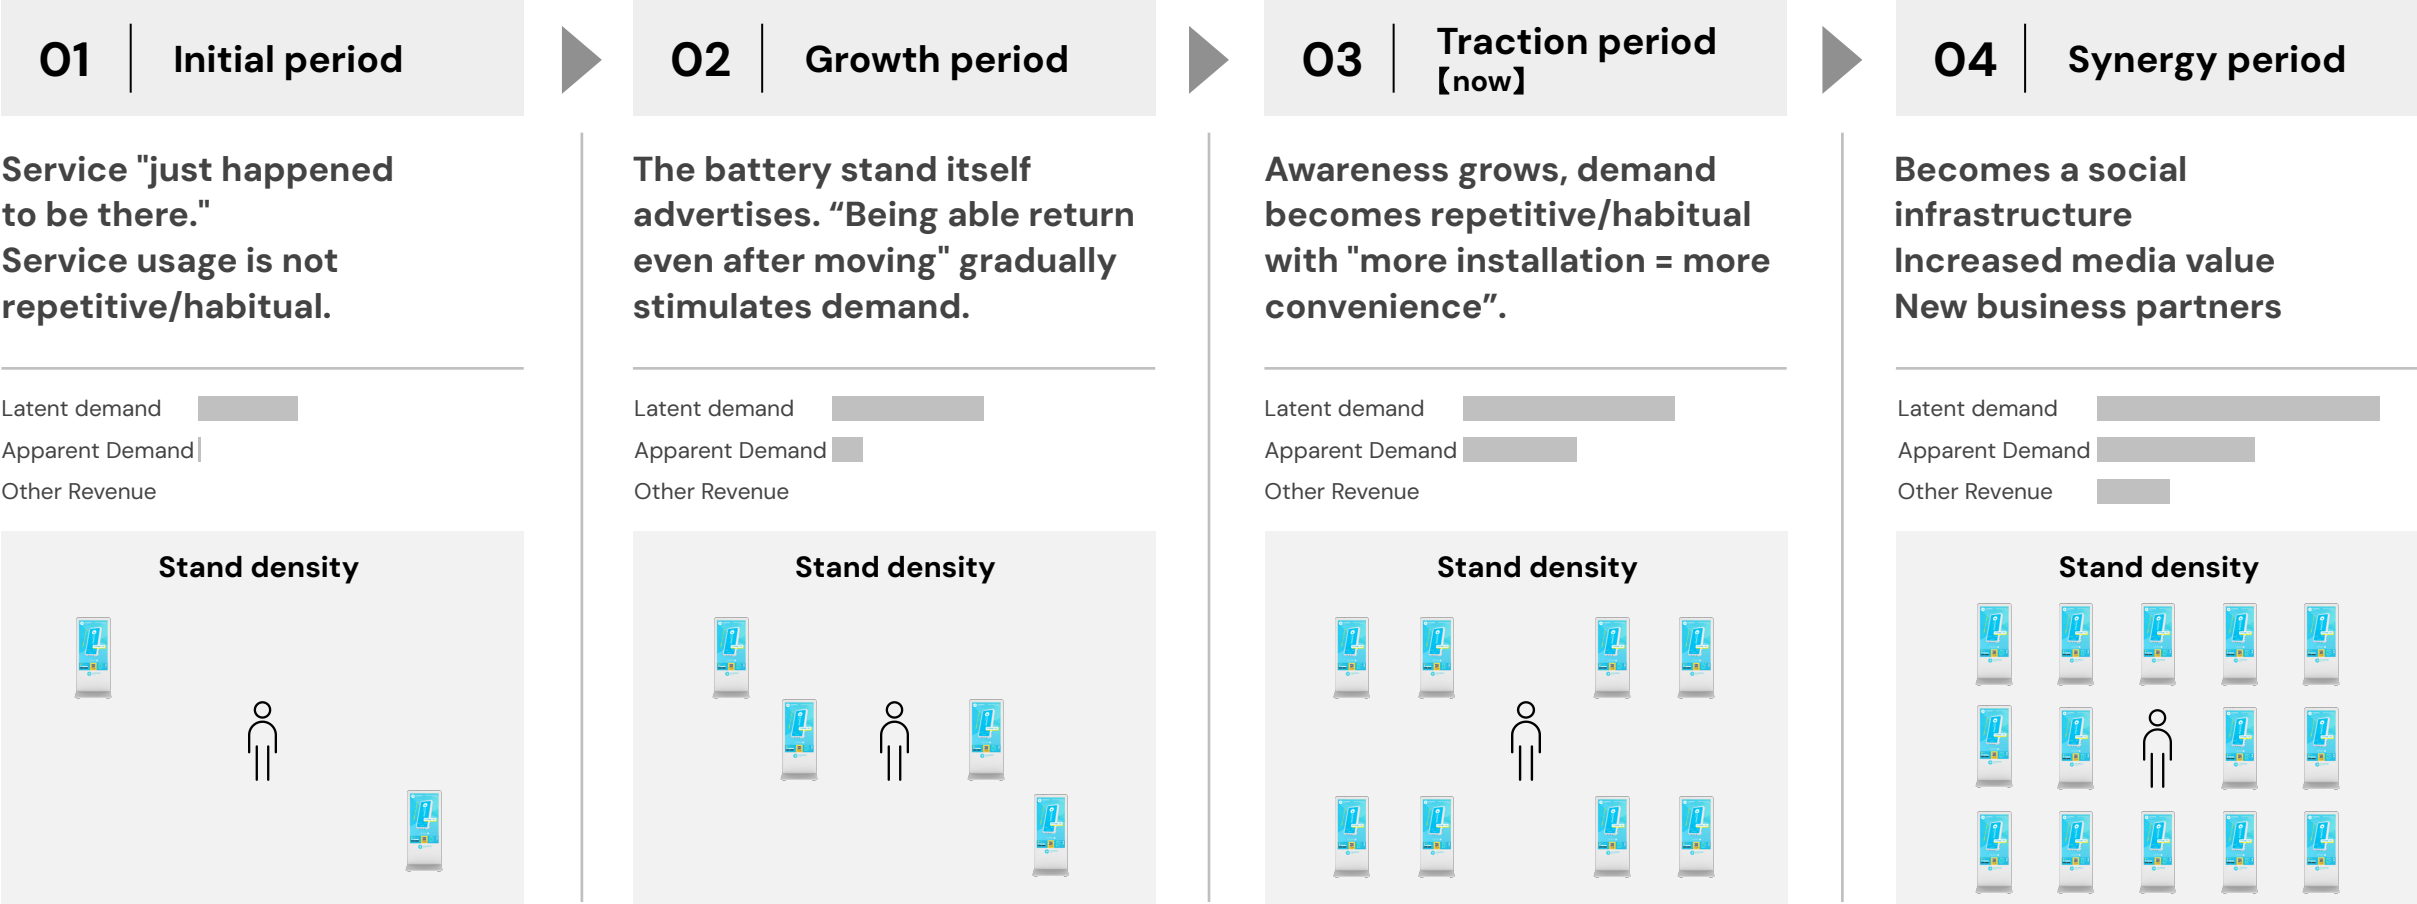 01
Initial period
Service "just happened
to be there."
Service usage is not
repetitive/habitual.
Latent demand
Apparent Demand
Other Revenue
Stand density
02
Growth period
The battery stand itself
advertises. “Being able return
even after moving" gradually
stimulates demand.
Latent demand
Apparent Demand
Other Revenue
Stand density
03
Traction period
【now】
Awareness grows, demand
becomes repetitive/habitual
with "more installation = more
convenience”.
Latent demand
Apparent Demand
Other Revenue
Stand density
04
Synergy period
Becomes a social
infrastructure
Increased media value
New business partners
Latent demand
Apparent Demand
Other Revenue
Stand density